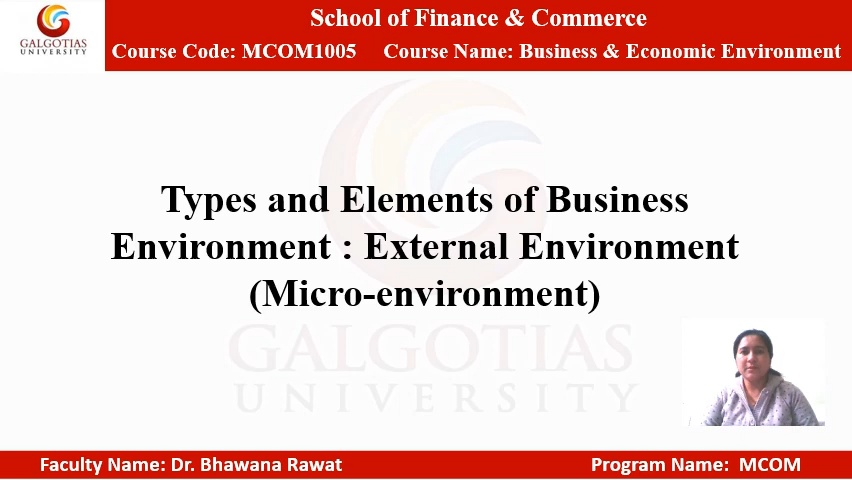 School of Finance & Commerce
GALGOTIAS
UNIVERSITY
Course Code: MCOM1005 Course Name: Business & Economic Environment
Types and Elements of Business
Environment : External Environment
(Micro-environment)
GALGOTIAS
UNIVERSITY
Faculty Name: Dr. Bhawana Rawat Program Name: MCOM